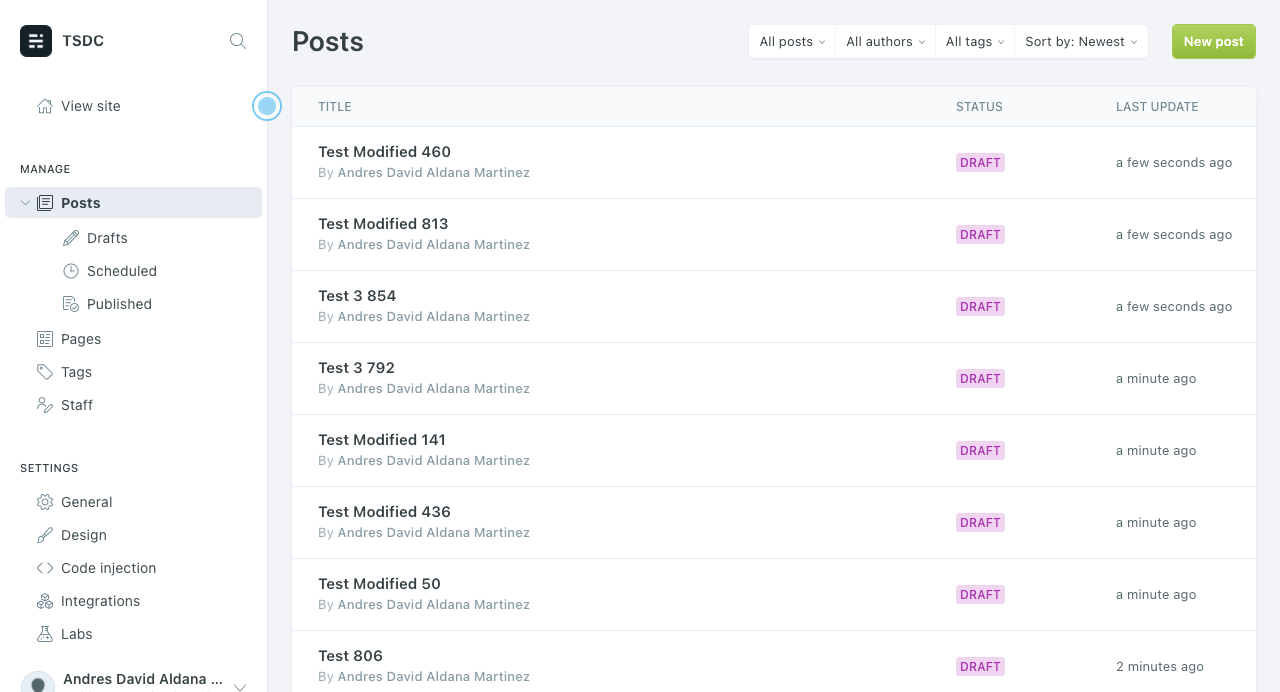 TSDC
View site
MANAGE
Posts
Drafts
Scheduled
Published
Pages
Tags
Staff
SETTINGS
General
Design
Code injection
Integrations
Labs
Andres David Aldana ...
Posts
All posts
All authors
All tags
Sort by: Newest
New post
TITLE STATUS LAST UPDATE
Test Modified 460
By Andres David Aldana Martinez
DRAFT
a few seconds ago
Test Modified 813
By Andres David Aldana Martinez
DRAFT
a few seconds ago
Test 3 854
By Andres David Aldana Martinez
DRAFT
a few seconds ago
Test 3 792
By Andres David Aldana Martinez
DRAFT
a minute ago
Test Modified 141
By Andres David Aldana Martinez
DRAFT
a minute ago
Test Modified 436
By Andres David Aldana Martinez
DRAFT
a minute ago
Test Modified 50
By Andres David Aldana Martinez
DRAFT
a minute ago
Test 806
By Andres David Aldana Martinez
DRAFT
2 minutes ago